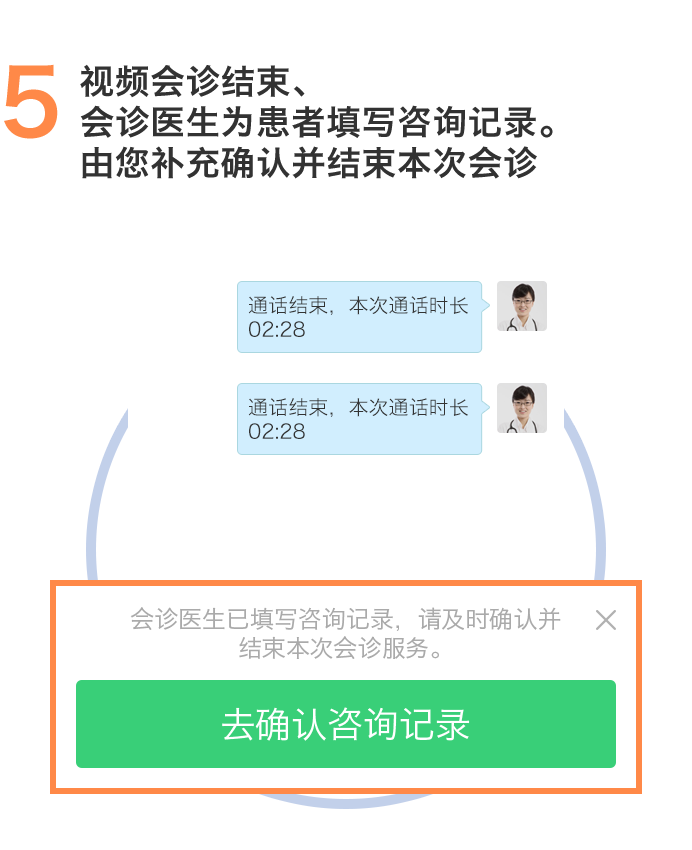 5
视频会诊结束、
会诊医生为患者填写咨询记录。
由您补充确认并结束本次会诊
通话结束，本次通话时长
02:28
通话结束，本次通话时长
02:28
会诊医生已填写咨询记录，请及时确认并
结束本次会诊服务。
去确认咨询记录